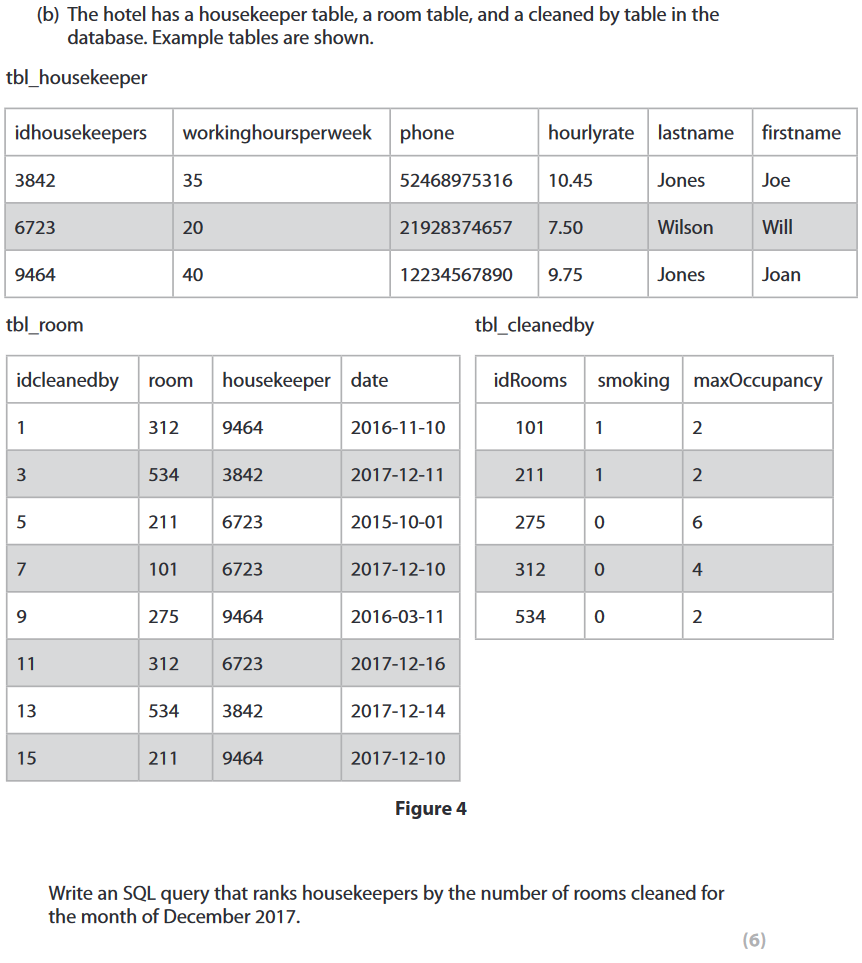 (b) The hotel has a housekeeper table, a room table, and a cleaned by table in the
database. Example tables are shown.
tbl_housekeeper
idhousekeepers workinghoursperweek phone hourlyrate lastname firstname
3842 35 52468975316 10.45 Jones Joe
6723 20 21928374657 7.50 Wilson Will
9464 40 12234567890 9.75 Jones Joan
tbl_room
idcleanedby room housekeeper date
1 312 9464 2016-11-10
3 534 3842 2017-12-11
5 211 6723 2015-10-01
7 101 6723 2017-12-10
9 275 9464 2016-03-11
11 312 6723 2017-12-16
13 534 3842 2017-12-14
15 211 9464 2017-12-10
tbl_cleanedby
idRooms smoking maxOccupancy
101 1 2
211 1 2
275 0 6
312 0 4
534 0 2
Figure 4
Write an SQL query that ranks housekeepers by the number of rooms cleaned for
the month of December 2017.
(6)